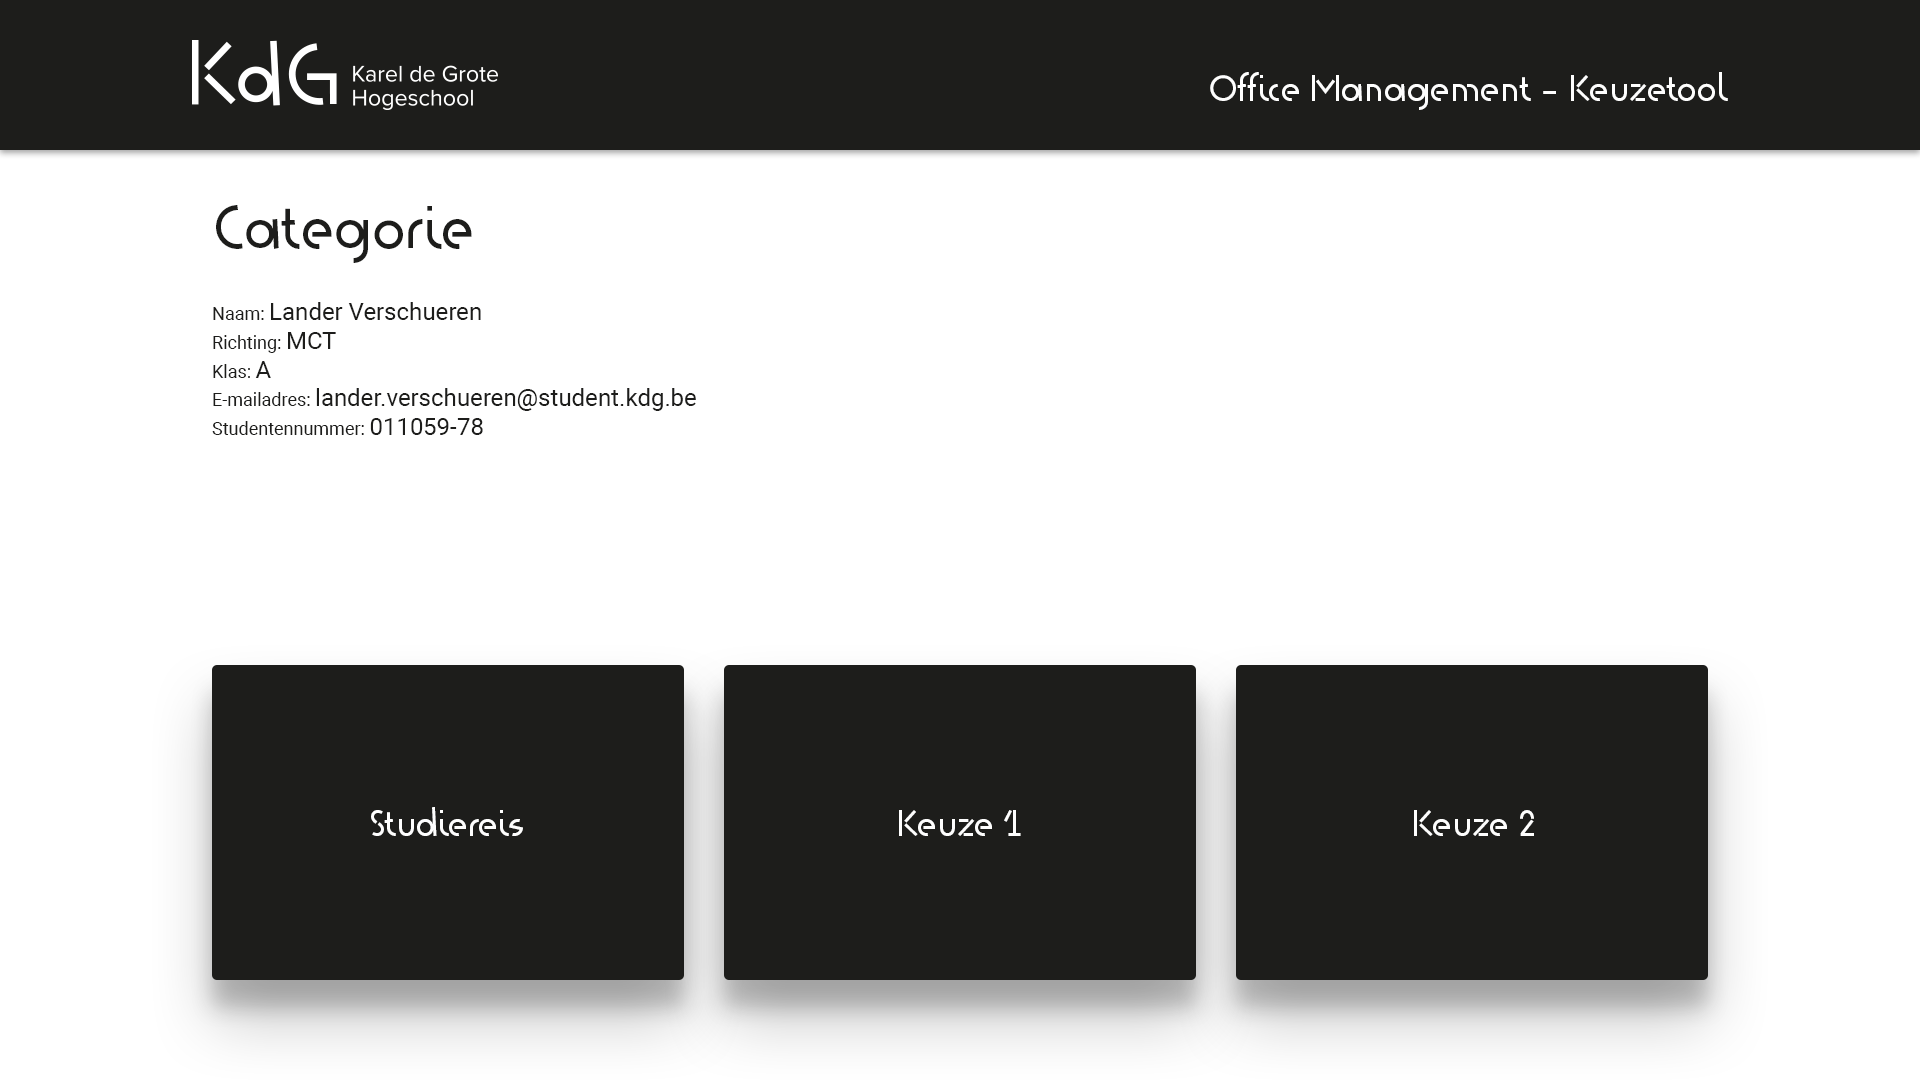 KdG Karel de Grote
Hogeschool
Office Management - Keuzetool
Categorie
Naam: Lander Verschueren
Richting: MCT
Klas: A
E-mailadres: lander.verschueren@student.kdg.be
Studentennummer: 011059-78
Studiereis
Keuze 1
Keuze 2